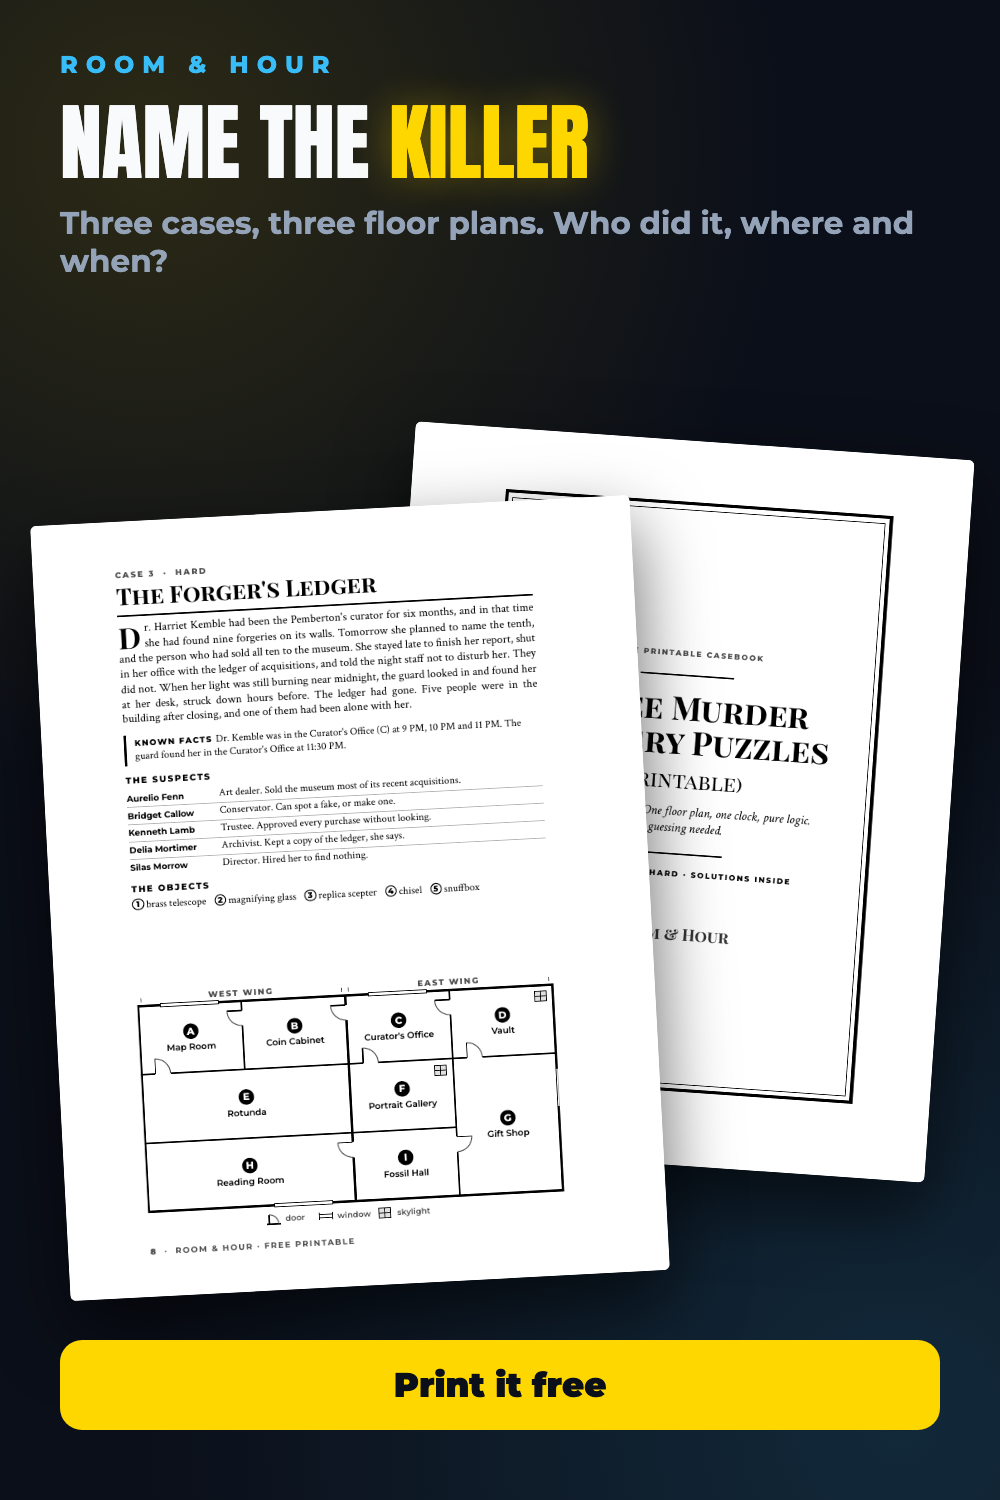 ROOM & HOUR
NAME THE KILLER
Three cases, three floor plans. Who did it, where and
when?
CASE 3 · HARD
THE FORGER'S LEDGER
Dr. Harriet Kemble had been the Pemberton's curator for six months, and in that time
she had found nine forgeries on its walls. Tomorrow she planned to name the tenth,
and the person who had sold all ten to the museum. She stayed late to finish her report, shut
in her office with the ledger of acquisitions, and told the night staff not to disturb her. They
did not. When her light was still burning near midnight, the guard looked in and found her
at her desk, struck down hours before. The ledger had gone. Five people were in the
building after closing, and one of them had been alone with her.
KNOWN FACTS Dr. Kemble was in the Curator's Office (C) at 9 PM, 10 PM and 11 PM. The
guard found her in the Curator's Office at 11:30 PM.
THE SUSPECTS
Aurelio Fenn Art dealer. Sold the museum most of its recent acquisitions.
Bridget Callow Conservator. Can spot a fake, or make one.
Kenneth Lamb Trustee. Approved every purchase without looking.
Delia Mortimer Archivist. Kept a copy of the ledger, she says.
Silas Morrow Director. Hired her to find nothing.
THE OBJECTS
1 brass telescope 2 magnifying glass 3 replica scepter 4 chisel 5 snuffbox
WEST WING EAST WING
A B C D
Map Room Coin Cabinet Curator's Office Vault
E F G
Rotunda Portrait Gallery Gift Shop
H I
Reading Room Fossil Hall
door window skylight
8 · ROOM & HOUR · FREE PRINTABLE
PRINTABLE CASEBOOK
MURDER
PUZZLES
One floor plan, one clock, pure logic.
guessing needed.
HARD · SOLUTIONS INSIDE
& HOUR
Print it free